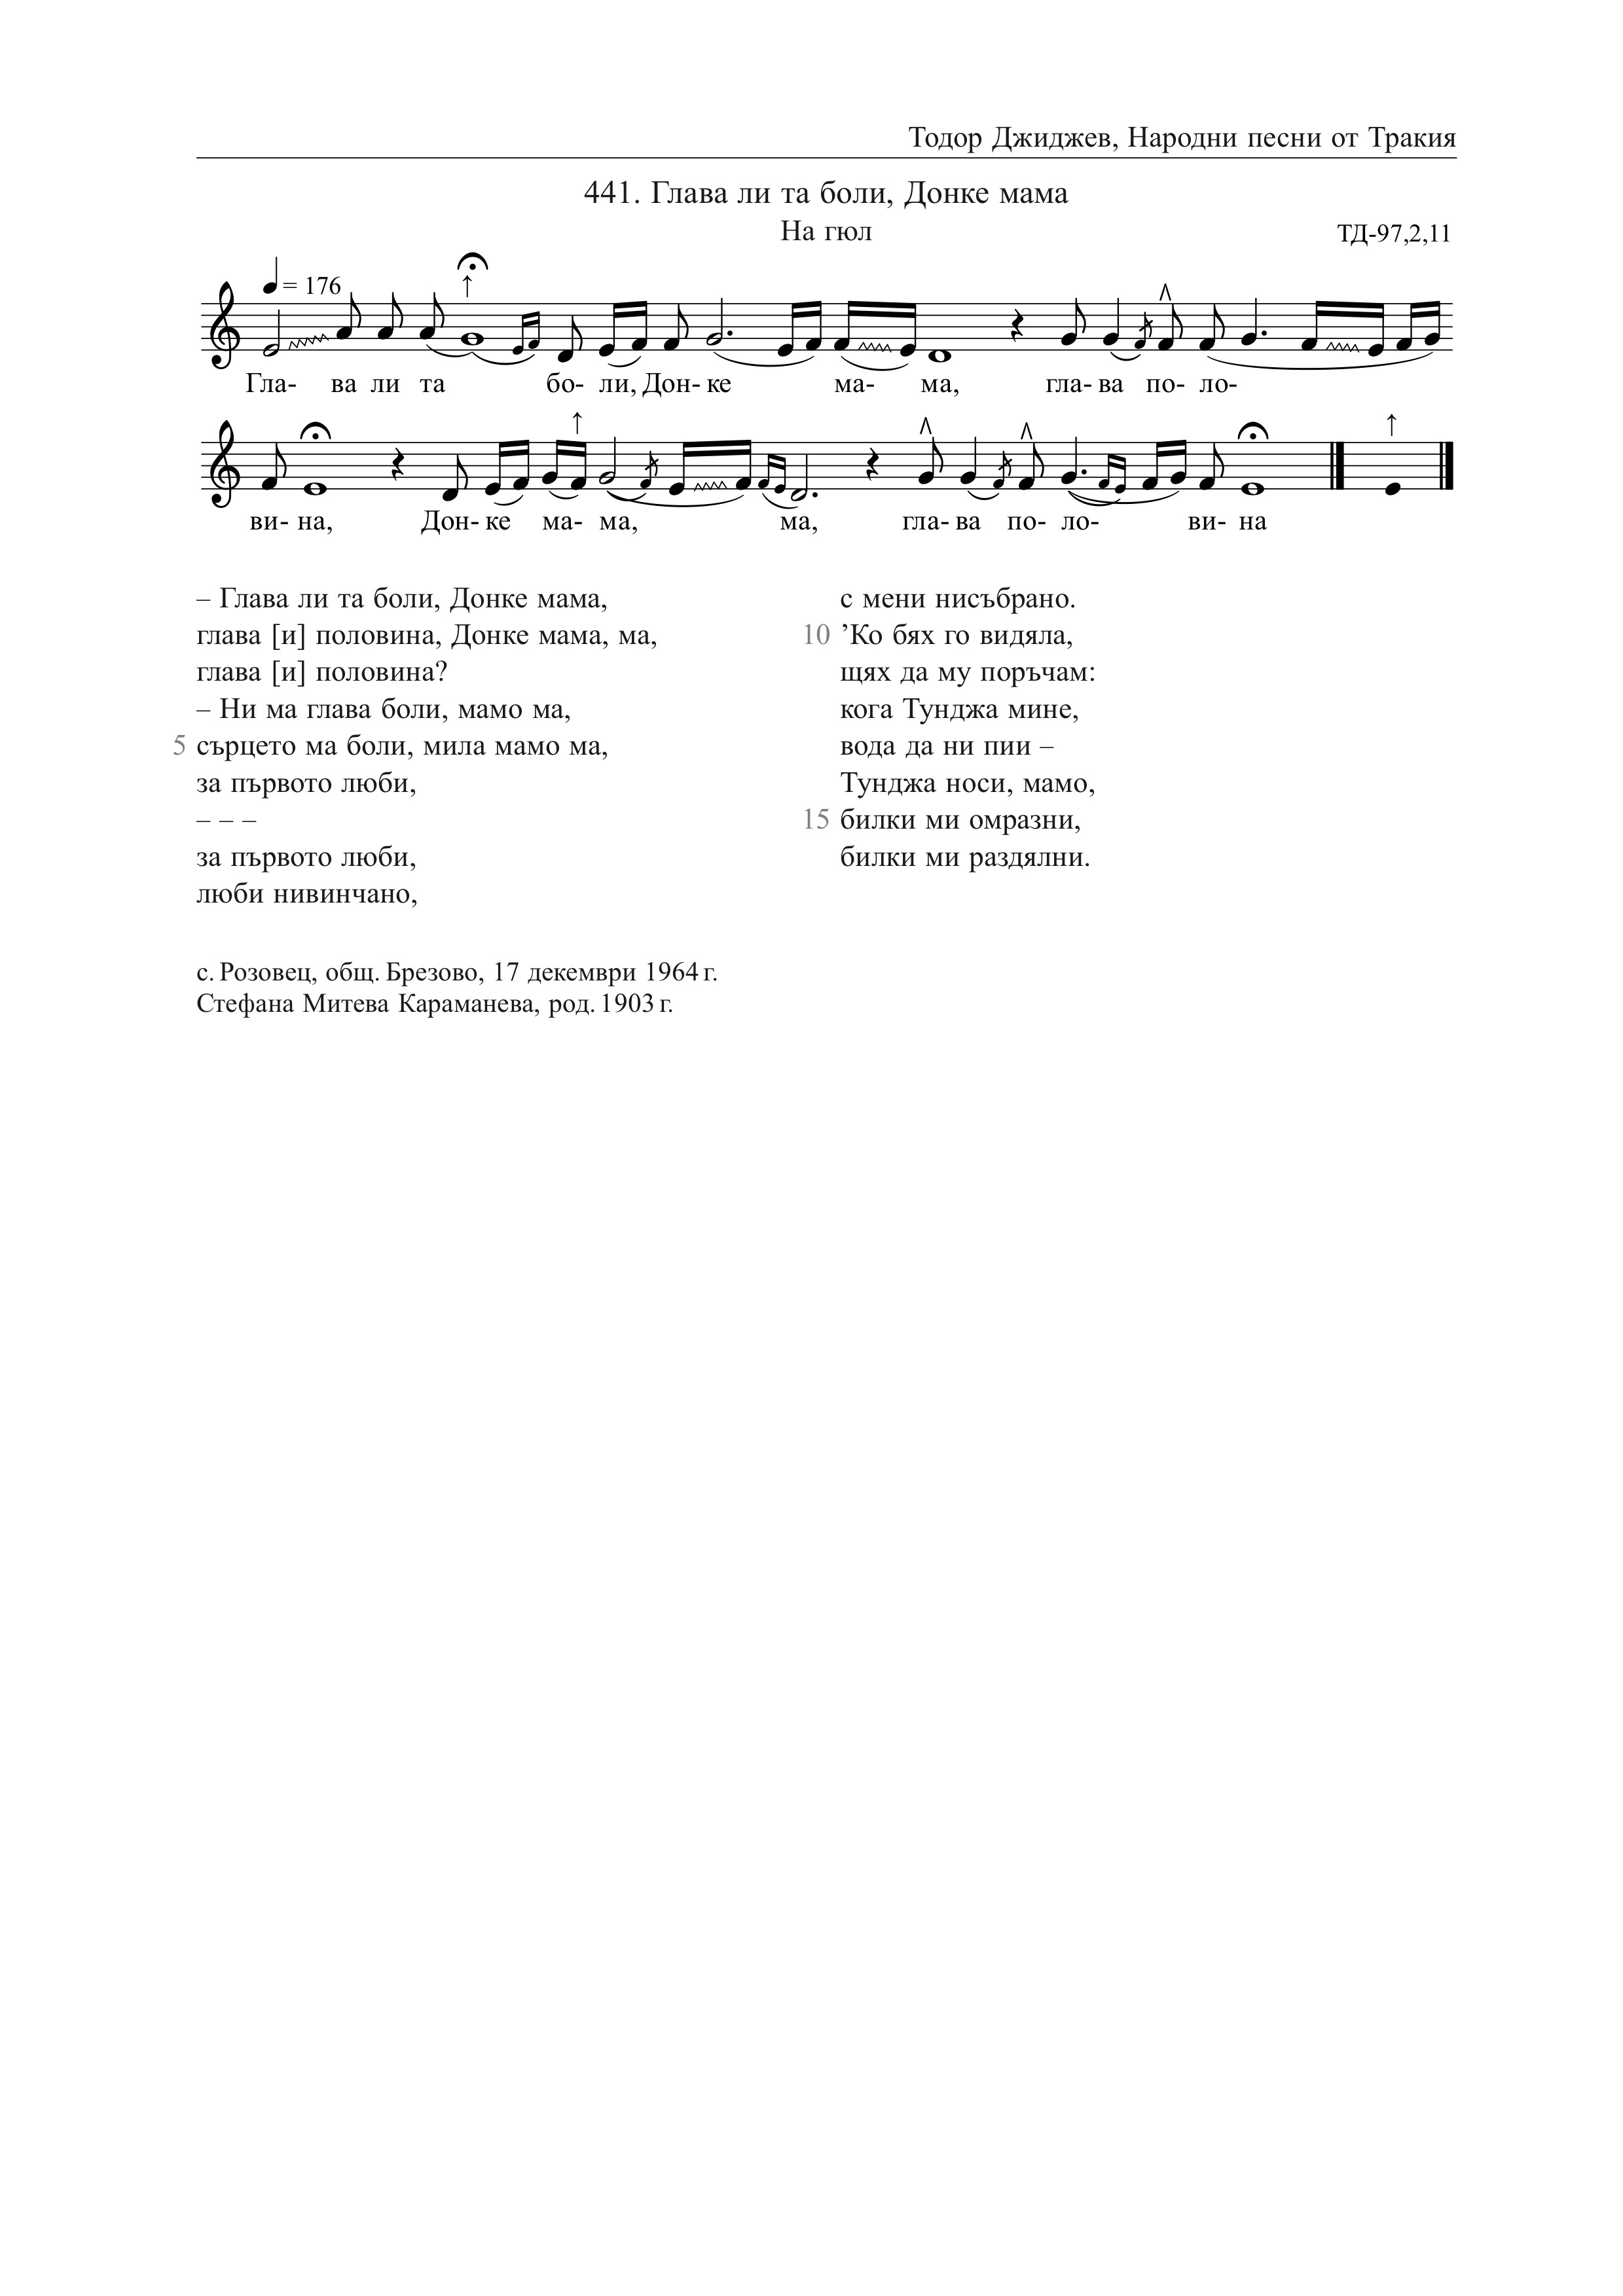 Тодор Джиджев, Народни песни от Тракия
441. Глава ли та боли, Донке мама
На гюл
ТД-97,2,11
= 176
Гла- ва ли та бо- ли, Дон- ке ма- ма, гла- ва по- ло-
ви- на, Дон- ке ма- ма, ма, гла- ва по- ло- ви- на
– Глава ли та боли, Донке мама,
глава [и] половина, Донке мама, ма,
глава [и] половина?
– Ни ма глава боли, мамо ма,
5 сърцето ма боли, мила мамо ма,
за първото люби,
– – –
за първото люби,
люби нивинчано,
с мени нисъбрано.
10 ’Ко бях го видяла,
щях да му поръчам:
кога Тунджа мине,
вода да ни пии –
Тунджа носи, мамо,
15 билки ми омразни,
билки ми раздялни.
с. Розовец, общ. Брезово, 17 декември 1964 г.
Стефана Митева Караманева, род. 1903 г.